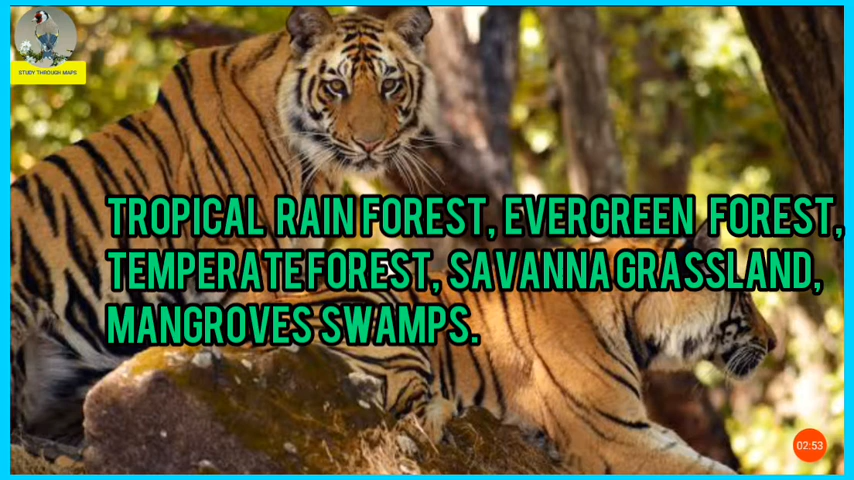 STUDY THROUGH MAPS
TROPICAL RAIN FOREST, EVERGREEN FOREST,
TEMPERATE FOREST, SAVANNA GRASSLAND,
MANGROVES SWAMPS.
02:53